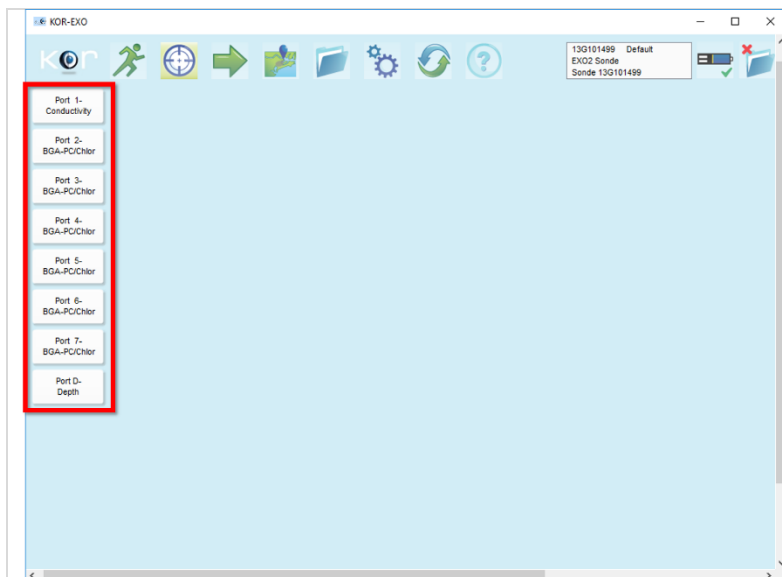 KOR-EXO
Kor
13G101499 Default
EXO2 Sonde
Sonde 13G101499
Port 1-
Conductivity
Port 2-
BGA-PC/Chlor
Port 3-
BGA-PC/Chlor
Port 4-
BGA-PC/Chlor
Port 5-
BGA-PC/Chlor
Port 6-
BGA-PC/Chlor
Port 7-
BGA-PC/Chlor
Port D-
Depth